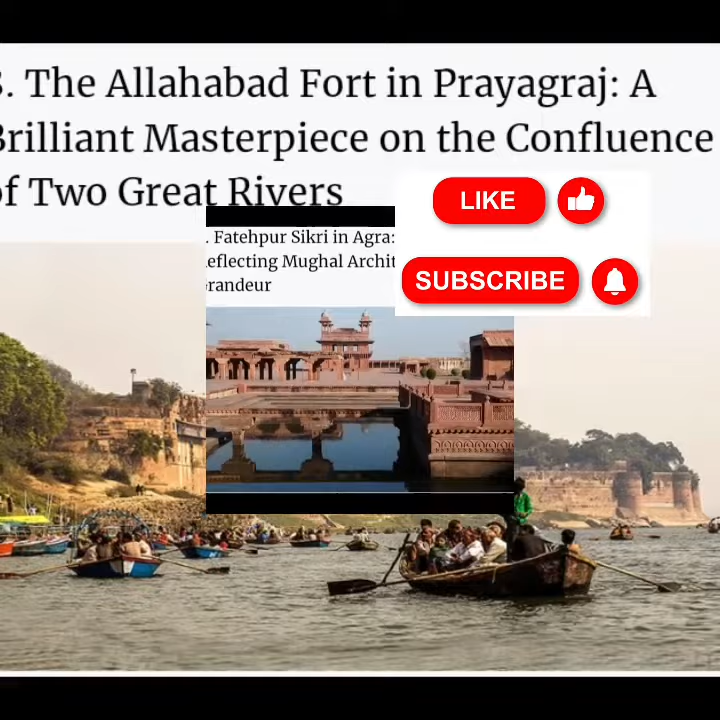 . The Allahabad Fort in Prayagraj: A
Brilliant Masterpiece on the Confluence
of Two Great Rivers
LIKE
SUBSCRIBE
. Fatehpur Sikri in Agra:
eflecting Mughal Archit
randeur